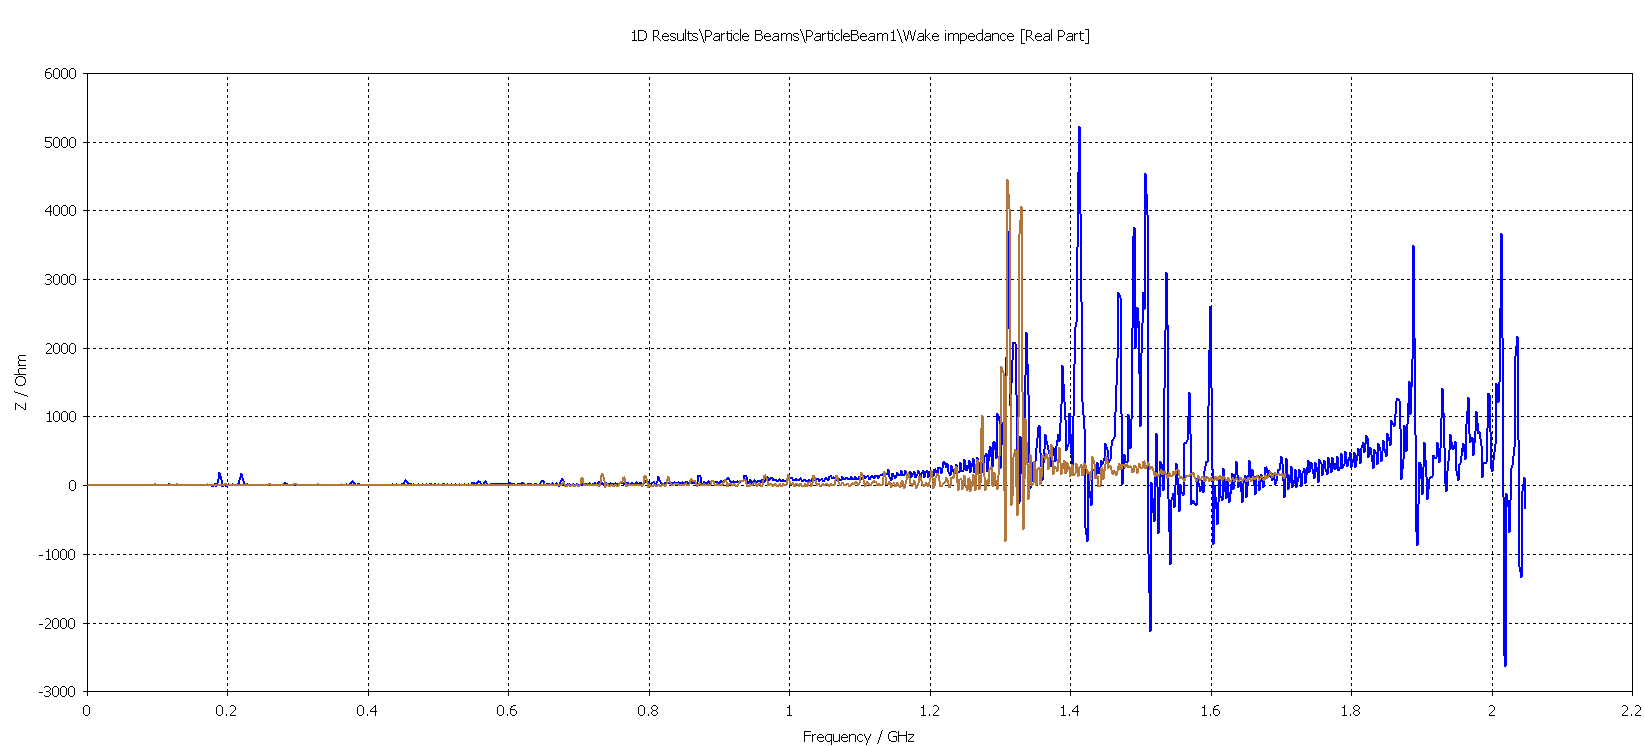 1D Results\Particle Beams\ParticleBeam1\Wake impedance [Real Part]
6000
5000
4000
3000
2000
1000
0
-1000
-2000
-3000
Z / Ohm
0 0.2 0.4 0.6 0.8 1 1.2 1.4 1.6 1.8 2 2.2
Frequency / GHz